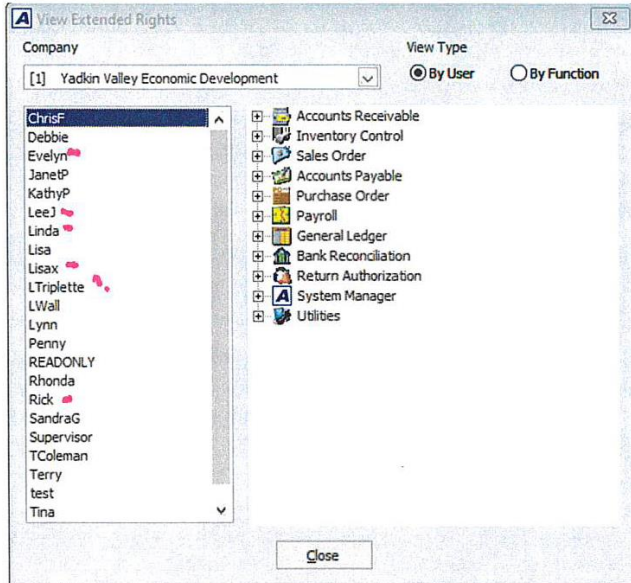 View Extended Rights
Company
View Type
[1] Yadkin Valley Economic Development
By User
By Function
ChrisF
Debbie
Evelyn
JanetP
KathyP
LeeJ
Linda
Lisa
Lisax
LTriplette
LWall
Lynn
Penny
READONLY
Rhonda
Rick
SandraG
Supervisor
TColeman
Terry
test
Tina
Accounts Receivable
Inventory Control
Sales Order
Accounts Payable
Purchase Order
Payroll
General Ledger
Bank Reconciliation
Return Authorization
System Manager
Utilities
Close